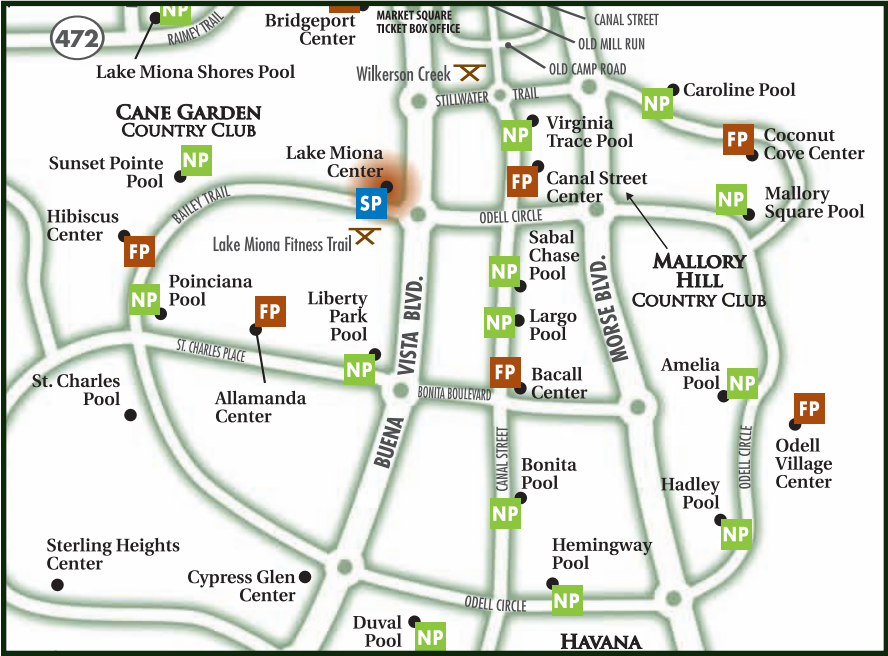 NP
RAIMEY TRAIL
472
Lake Miona Shores Pool
Bridgeport
Center
MARKET SQUARE
TICKET BOX OFFICE
CANAL STREET
OLD MILL RUN
OLD CAMP ROAD
Wilkerson Creek
STILLWATER TRAIL
NP
Caroline Pool
CANE GARDEN
COUNTRY CLUB
NP
Sunset Pointe
Pool
Lake Miona
Center
SP
NP
Virginia
Trace Pool
FP
Coconut
Cove Center
FP
Canal Street
Center
NP
Mallory
Square Pool
BAILEY TRAIL
ODELL CIRCLE
Hibiscus
Center
FP
Lake Miona Fitness Trail
Sabal
Chase
Pool
NP
MALLORY
HILL
COUNTRY CLUB
NP
Poinciana
Pool
FP
Liberty
Park
Pool
NP
BUENA VISTA BLVD.
NP
Largo
Pool
MORSE BLVD.
ST. CHARLES PLACE
St. Charles
Pool
Allamanda
Center
FP
Bacall
Center
BONITA BOULEVARD
Amelia
Pool
NP
FP
Odell
Village
Center
CANAL STREET
Bonita
Pool
NP
Hadley
Pool
NP
ODELL CIRCLE
Sterling Heights
Center
Cypress Glen
Center
Hemingway
Pool
NP
ODELL CIRCLE
Duval
Pool
NP
HAVANA